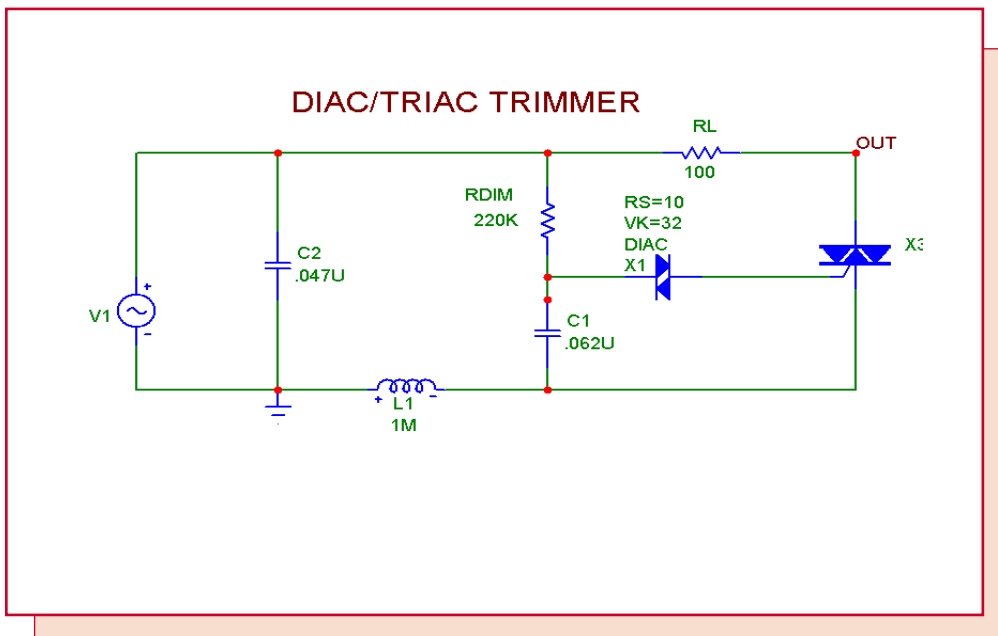 DIAC/TRIAC TRIMMER
RL
OUT
100
RDIM
220K
RS=10
VK=32
DIAC
X1
X3
C2
.047U
+
V1
-
C1
.062U
+
L1
-
1M